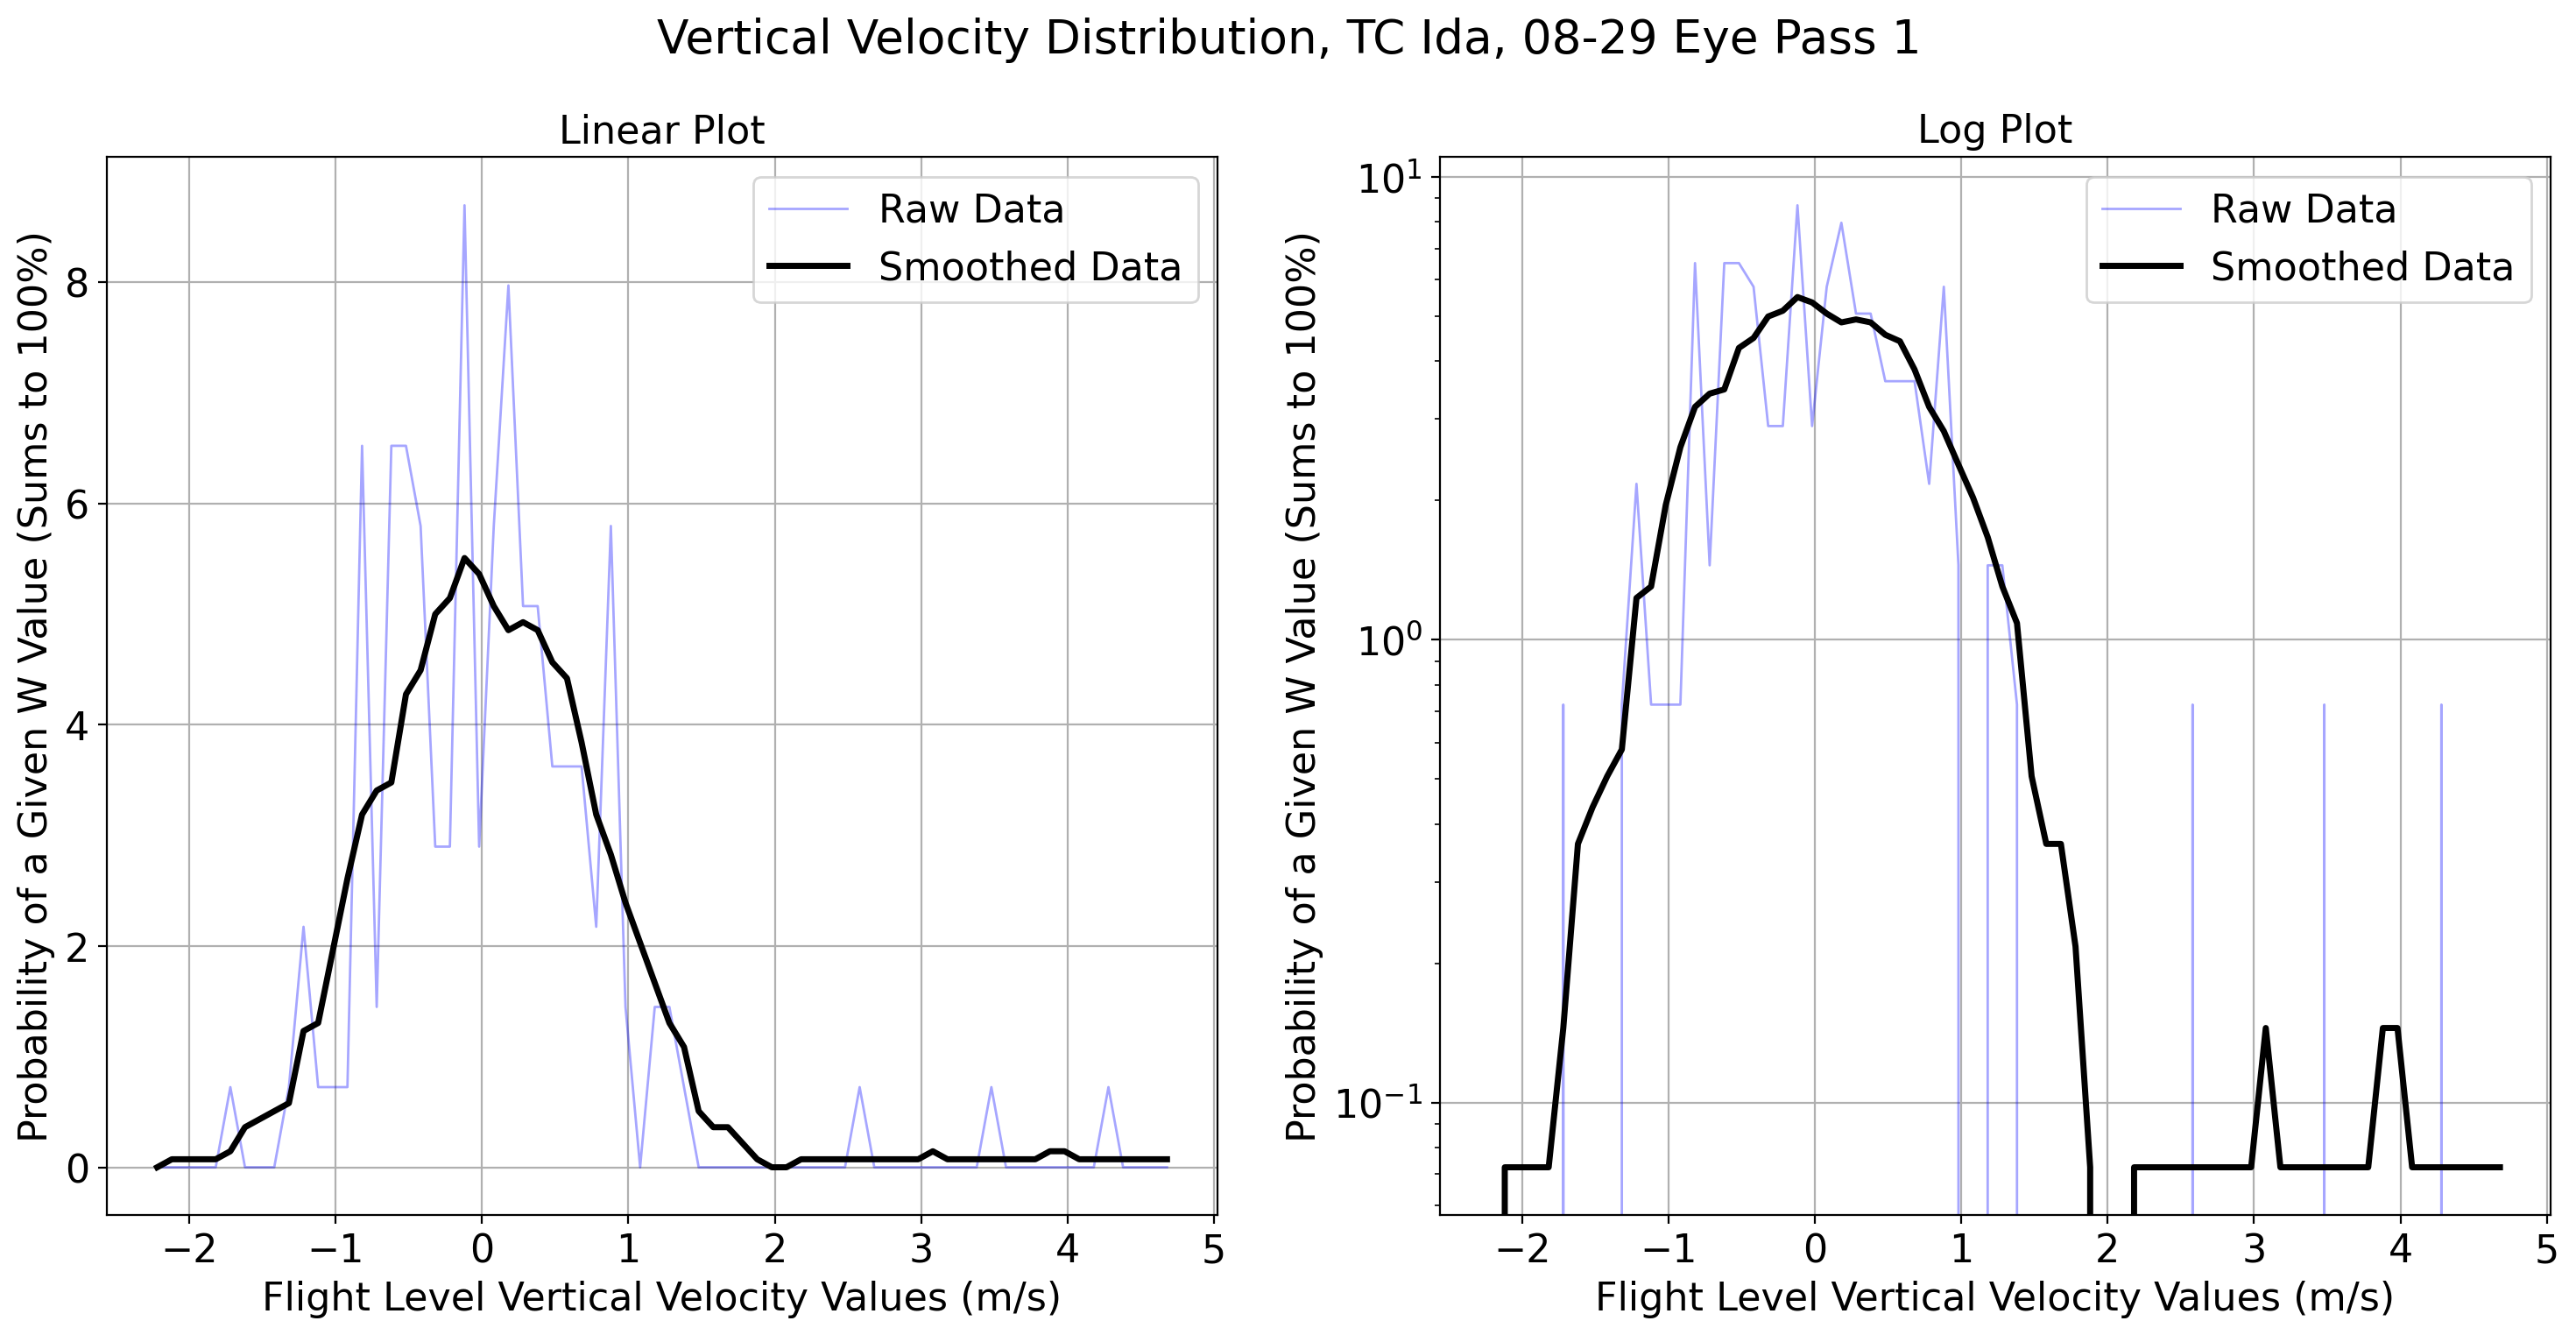 Vertical Velocity Distribution, TC Ida, 08-29 Eye Pass 1
Linear Plot
Probability of a Given W Value (Sums to 100%)
8
6
4
2
0
Raw Data
Smoothed Data
−2 −1 0 1 2 3 4 5
Flight Level Vertical Velocity Values (m/s)
Log Plot
Probability of a Given W Value (Sums to 100%)
10¹
10⁰
10⁻¹
Raw Data
Smoothed Data
−2 −1 0 1 2 3 4 5
Flight Level Vertical Velocity Values (m/s)